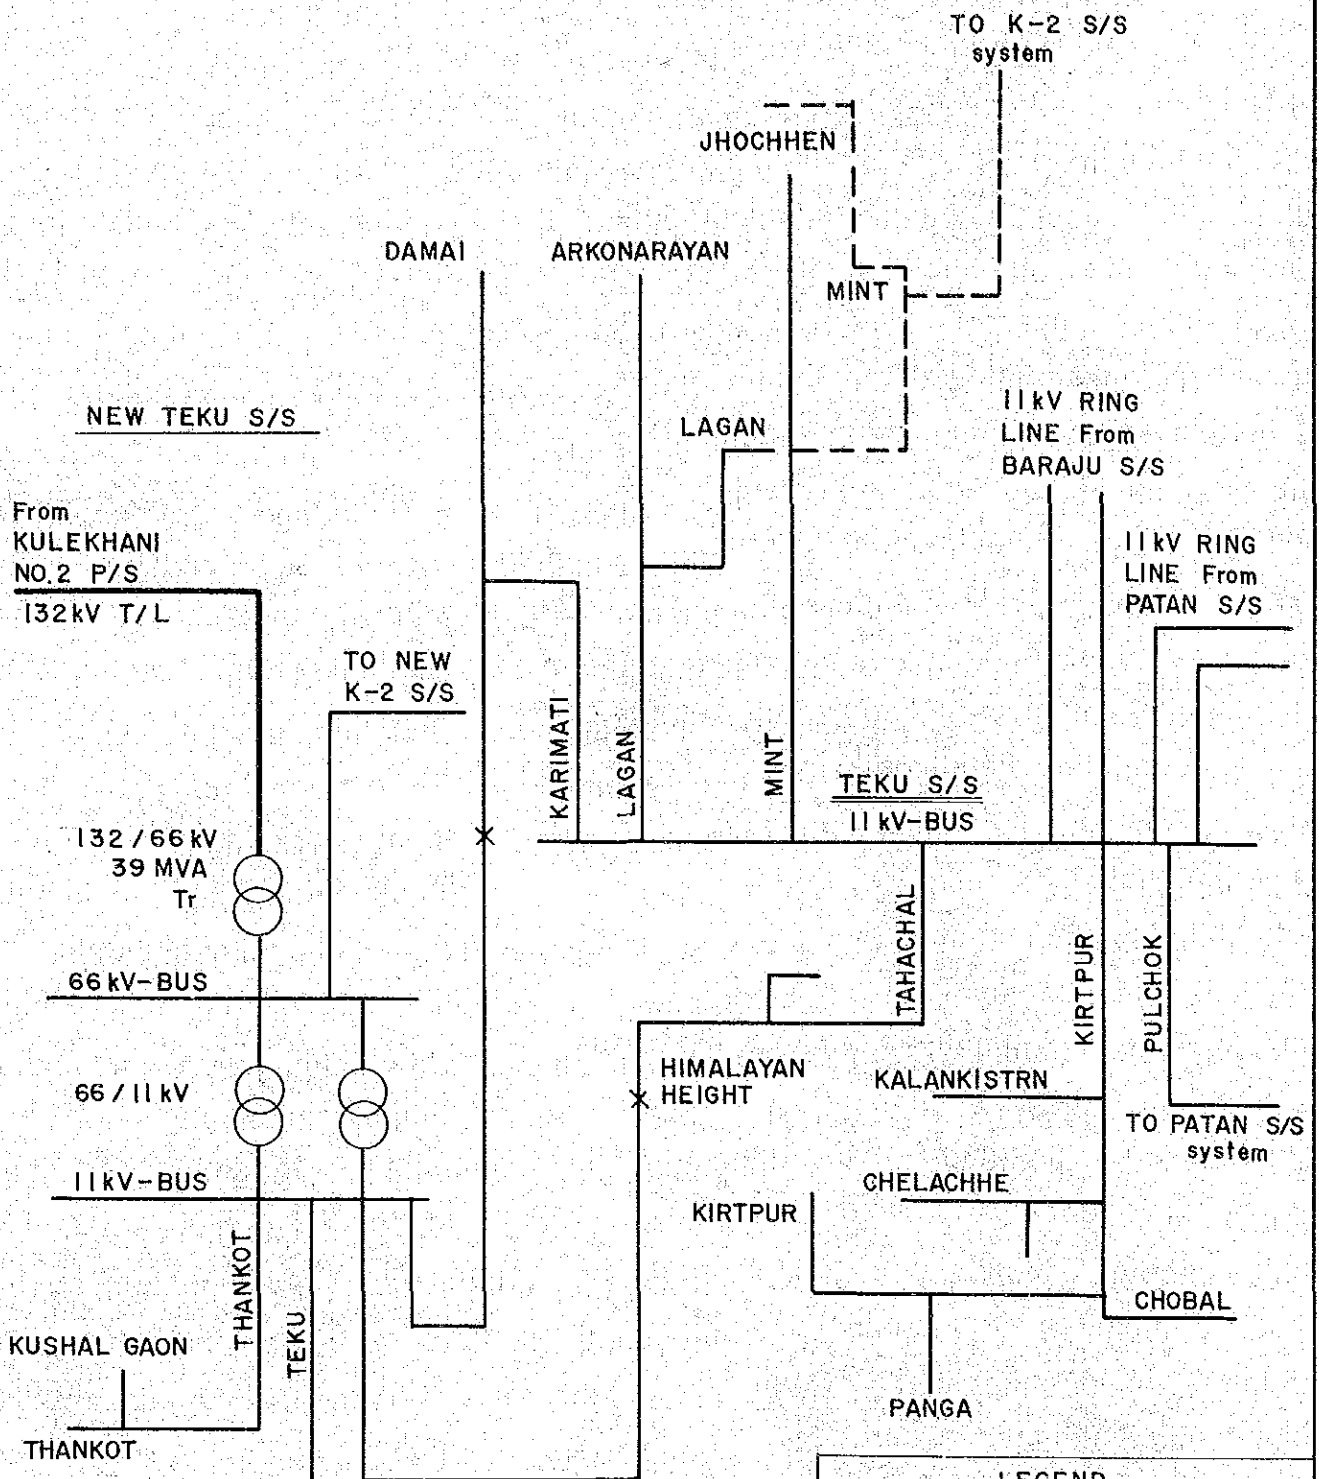 TO K-2 S/S
system
JHOCHHEN
DAMAI
ARKONARAYAN
MINT
NEW TEKU S/S
LAGAN
11kV RING
LINE From
BARAJU S/S
From
KULEKHANI
NO.2 P/S
132kV T/L
11kV RING
LINE From
PATAN S/S
TO NEW
K-2 S/S
KARIMATI
LAGAN
MINT
TEKU S/S
11kV-BUS
132/66kV
39 MVA
Tr
66kV-BUS
TAHACHAL
KIRTPUR
PULCHOK
66/11kV
HIMALAYAN
HEIGHT
KALANKISTRN
TO PATAN S/S
system
11kV-BUS
CHELACHHE
KIRTPUR
THANKOT
TEKU
CHOBAL
KUSHAL GAON
PANGA
THANKOT
LEGEND